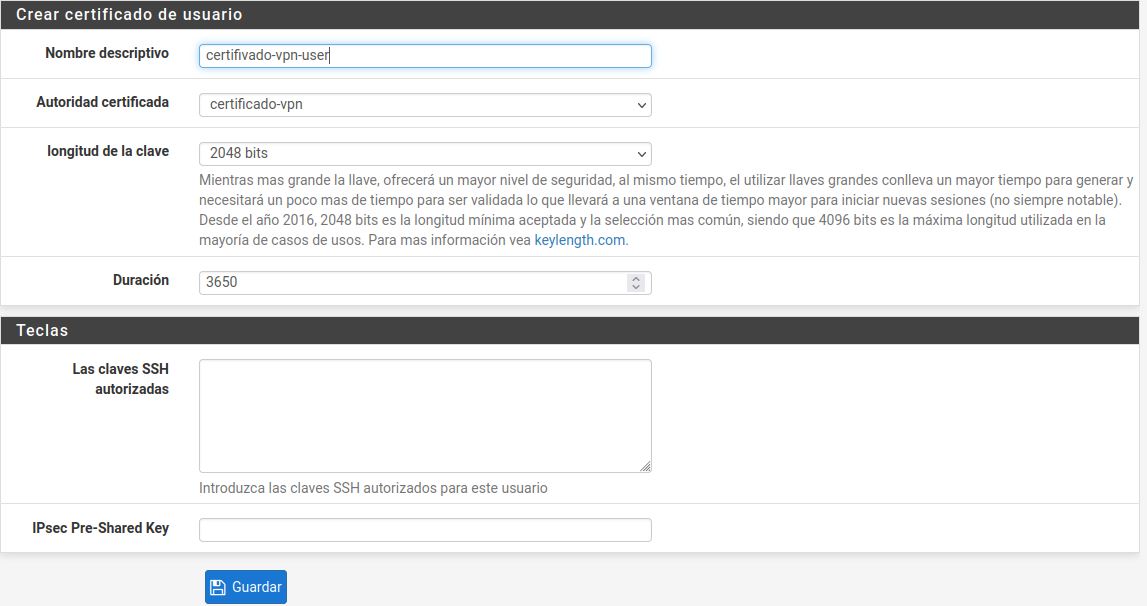 Crear certificado de usuario
Nombre descriptivo
certifivado-vpn-user
Autoridad certificada
certificado-vpn
longitud de la clave
2048 bits
Mientras mas grande la llave, ofrecerá un mayor nivel de seguridad, al mismo tiempo, el utilizar llaves grandes conlleva un mayor tiempo para generar y
necesitará un poco mas de tiempo para ser validada lo que llevará a una ventana de tiempo mayor para iniciar nuevas sesiones (no siempre notable).
Desde el año 2016, 2048 bits es la longitud mínima aceptada y la selección mas común, siendo que 4096 bits es la máxima longitud utilizada en la
mayoría de casos de usos. Para mas información vea keylength.com.
Duración
3650
Teclas
Las claves SSH
autorizadas
Introduzca las claves SSH autorizados para este usuario
IPsec Pre-Shared Key
Guardar